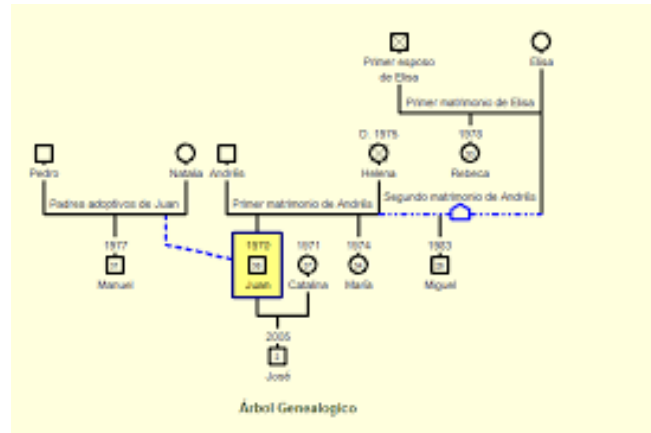 Primer esposo
de Elisa
Elisa
Primer matrimonio de Elisa
D: 1975
1978
Pedro
Natalia
Andrés
Helena
Rebeca
Padres adoptivos de Juan
Primer matrimonio de Andrés
Segundo matrimonio de Andrés
1977
1970
1971
1974
1983
Manuel
Juan
Catalina
María
Miguel
2005
José
Árbol Genealogico